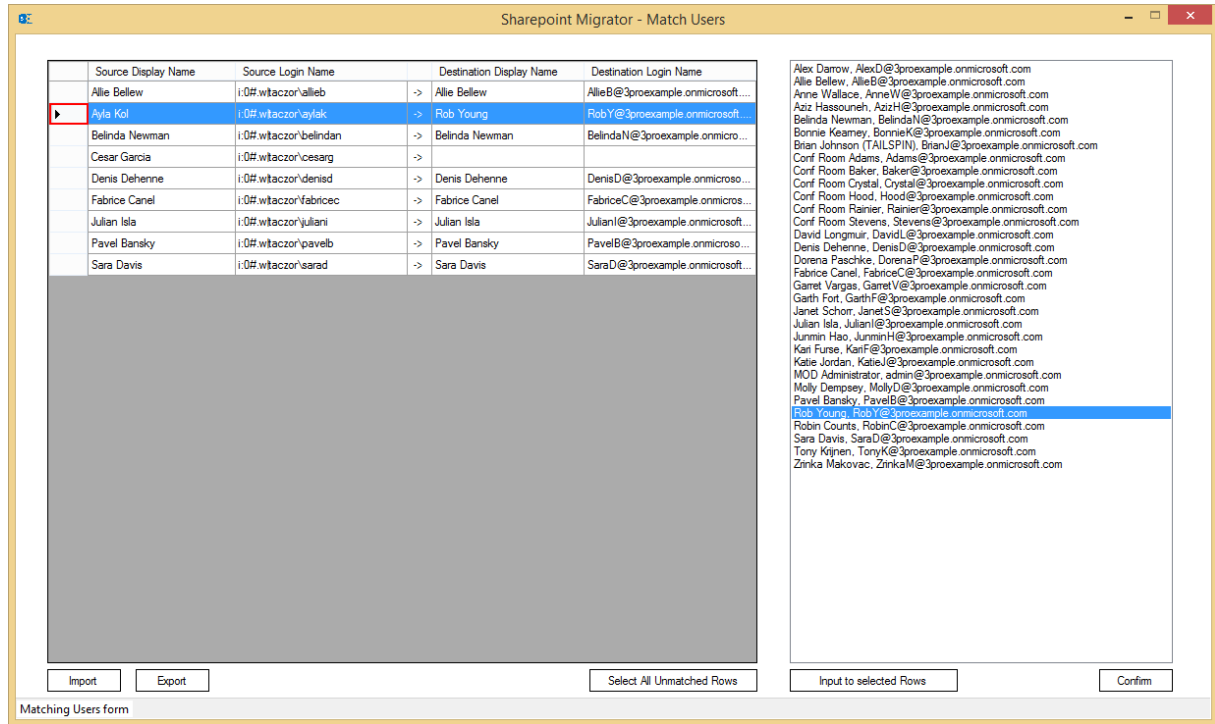 Sharepoint Migrator - Match Users
Source Display Name Source Login Name Destination Display Name Destination Login Name
Allie Bellew i:0#.w|taczor\allieb -> Allie Bellew AllieB@3proexample.onmicrosoft....
Ayla Kol i:0#.w|taczor\aylak -> Rob Young RobY@3proexample.onmicrosoft....
Belinda Newman i:0#.w|taczor\belindan -> Belinda Newman BelindaN@3proexample.onmicro...
Cesar Garcia i:0#.w|taczor\cesarg ->
Denis Dehenne i:0#.w|taczor\denisd -> Denis Dehenne DenisD@3proexample.onmicroso...
Fabrice Canel i:0#.w|taczor\fabricec -> Fabrice Canel FabriceC@3proexample.onmicros...
Julian Isla i:0#.w|taczor\juliani -> Julian Isla JulianI@3proexample.onmicrosoft...
Pavel Bansky i:0#.w|taczor\pavelb -> Pavel Bansky PavelB@3proexample.onmicroso...
Sara Davis i:0#.w|taczor\sarad -> Sara Davis SaraD@3proexample.onmicrosoft...
Alex Darrow, AlexD@3proexample.onmicrosoft.com
Allie Bellew, AllieB@3proexample.onmicrosoft.com
Anne Wallace, AnneW@3proexample.onmicrosoft.com
Aziz Hassouneh, AzizH@3proexample.onmicrosoft.com
Belinda Newman, BelindaN@3proexample.onmicrosoft.com
Bonnie Kearney, BonnieK@3proexample.onmicrosoft.com
Brian Johnson (TAILSPIN), BrianJ@3proexample.onmicrosoft.com
Conf Room Adams, Adams@3proexample.onmicrosoft.com
Conf Room Baker, Baker@3proexample.onmicrosoft.com
Conf Room Crystal, Crystal@3proexample.onmicrosoft.com
Conf Room Hood, Hood@3proexample.onmicrosoft.com
Conf Room Rainier, Rainier@3proexample.onmicrosoft.com
Conf Room Stevens, Stevens@3proexample.onmicrosoft.com
David Longmuir, DavidL@3proexample.onmicrosoft.com
Denis Dehenne, DenisD@3proexample.onmicrosoft.com
Dorena Paschke, DorenaP@3proexample.onmicrosoft.com
Fabrice Canel, FabriceC@3proexample.onmicrosoft.com
Garret Vargas, GarretV@3proexample.onmicrosoft.com
Garth Fort, GarthF@3proexample.onmicrosoft.com
Janet Schorr, JanetS@3proexample.onmicrosoft.com
Julian Isla, JulianI@3proexample.onmicrosoft.com
Junmin Hao, JunminH@3proexample.onmicrosoft.com
Kari Furse, KariF@3proexample.onmicrosoft.com
Katie Jordan, KatieJ@3proexample.onmicrosoft.com
MOD Administrator, admin@3proexample.onmicrosoft.com
Molly Dempsey, MollyD@3proexample.onmicrosoft.com
Pavel Bansky, PavelB@3proexample.onmicrosoft.com
Rob Young, RobY@3proexample.onmicrosoft.com
Robin Counts, RobinC@3proexample.onmicrosoft.com
Sara Davis, SaraD@3proexample.onmicrosoft.com
Tony Krijnen, TonyK@3proexample.onmicrosoft.com
Zrinka Makovac, ZrinkaM@3proexample.onmicrosoft.com
Import Export Select All Unmatched Rows Input to selected Rows Confirm
Matching Users form